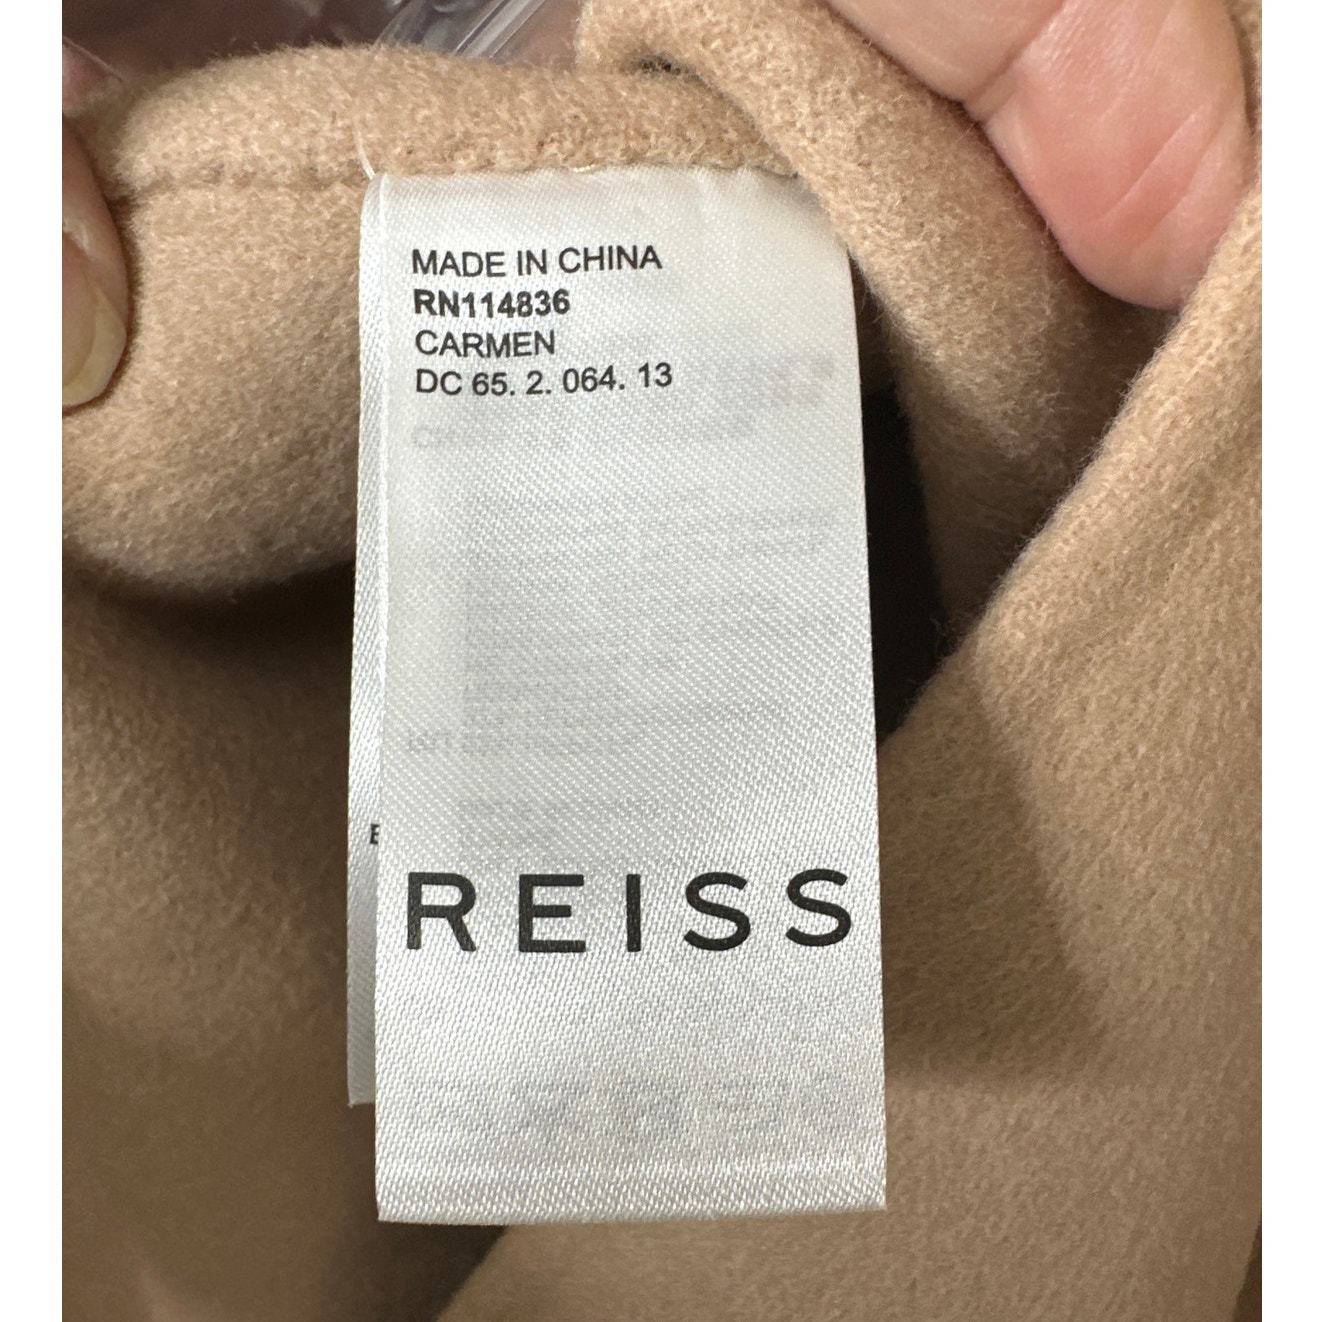 MADE IN CHINA
RN114836
CARMEN
DC 65. 2. 064. 13
REISS